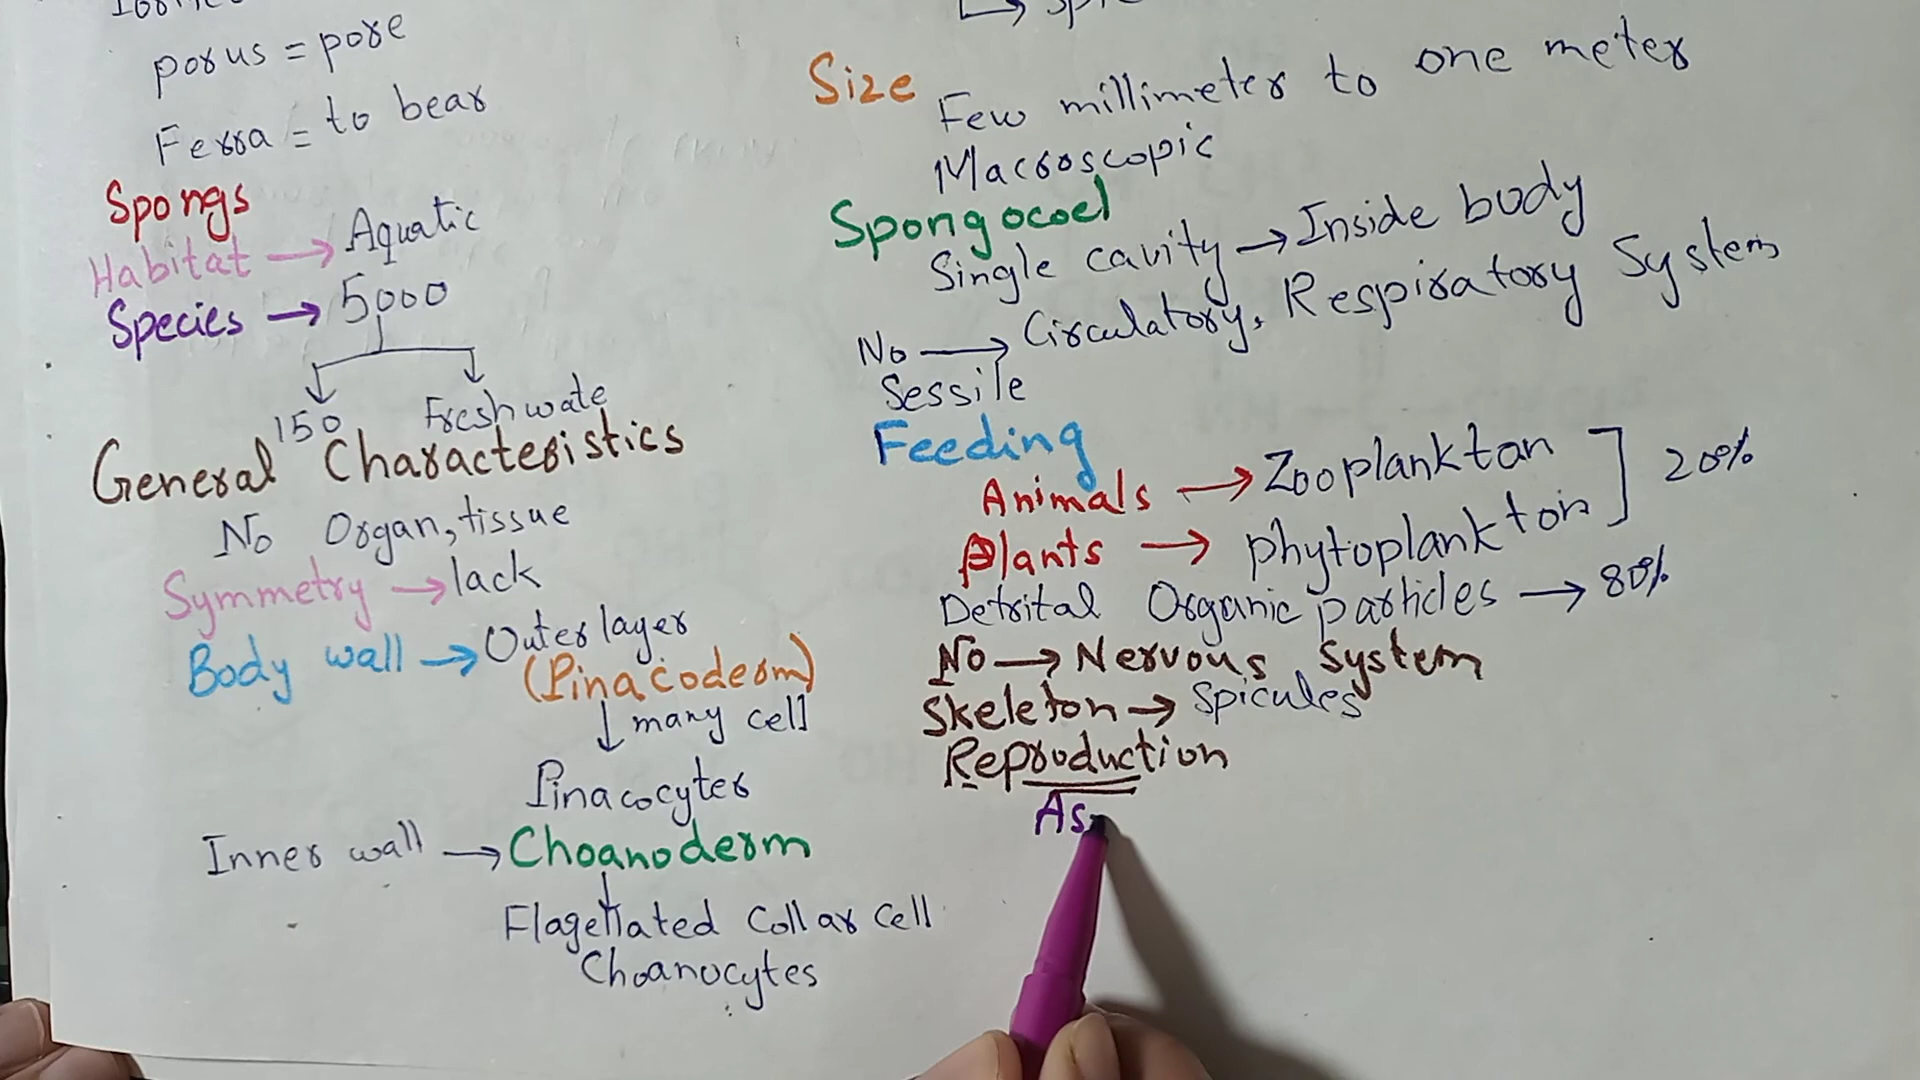 porus = pore
Ferra = to bear
Spongs
Habitat → Aquatic
Species → 5000
150 Fresh wate
General Characteristics
No Organ, tissue
Symmetry → lack
Body wall → Outer layer
(Pinacoderm)
↓ many cell
Pinacocytes
Inner wall → Choanoderm
Flagellated Collar Cell
Choanocytes
Size
Few millimeter to one meter
Macroscopic
Spongocoel
Single cavity → Inside body
No → Circulatory, Respiratory System
Sessile
Feeding
Animals → Zooplanktan
Plants → phytoplankton ] 20%
Detrital Organic particles → 80%
No → Nervous System
Skeleton → Spicules
Reproduction
As